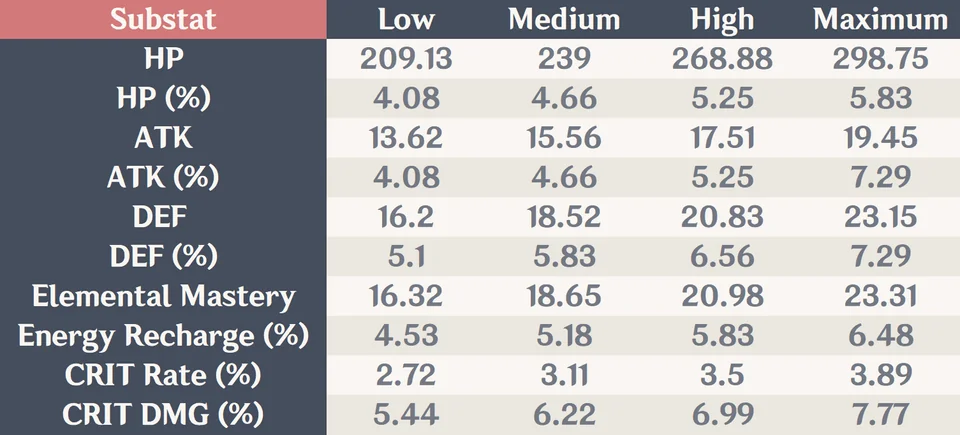 Substat Low Medium High Maximum
HP 209.13 239 268.88 298.75
HP (%) 4.08 4.66 5.25 5.83
ATK 13.62 15.56 17.51 19.45
ATK (%) 4.08 4.66 5.25 7.29
DEF 16.2 18.52 20.83 23.15
DEF (%) 5.1 5.83 6.56 7.29
Elemental Mastery 16.32 18.65 20.98 23.31
Energy Recharge (%) 4.53 5.18 5.83 6.48
CRIT Rate (%) 2.72 3.11 3.5 3.89
CRIT DMG (%) 5.44 6.22 6.99 7.77